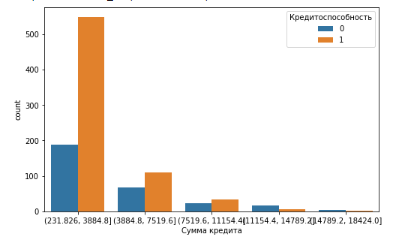 Кредитоспособность
0
1
500
400
300
200
100
0
count
(231.826, 3884.8] (3884.8, 7519.6] (7519.6, 11154.4] (11154.4, 14789.2] (14789.2, 18424.0]
Сумма кредита